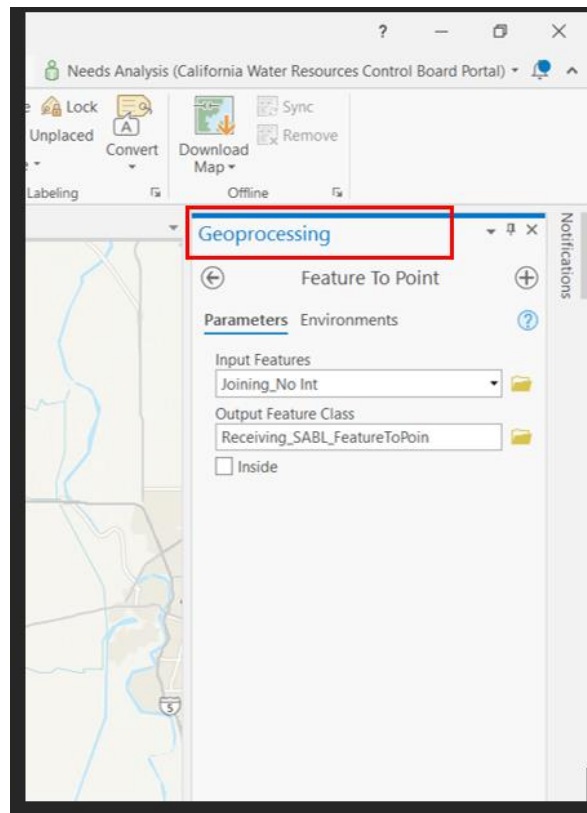 ?
Needs Analysis (California Water Resources Control Board Portal)
Lock
Unplaced
Convert
Download
Map
Sync
Remove
Labeling
Offline
Geoprocessing
Notifications
Feature To Point
Parameters Environments
?
Input Features
Joining_No Int
Output Feature Class
Receiving_SABL_FeatureToPoin
Inside
5